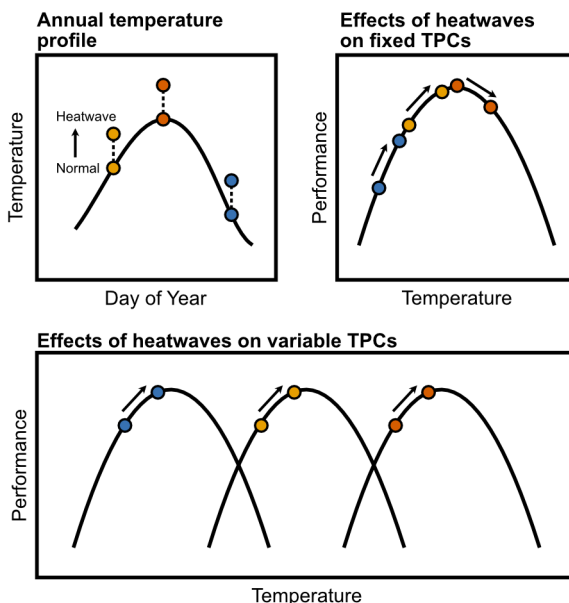 Annual temperature
profile
Temperature
Heatwave
Normal
Day of Year
Effects of heatwaves
on fixed TPCs
Performance
Temperature
Effects of heatwaves on variable TPCs
Performance
Temperature